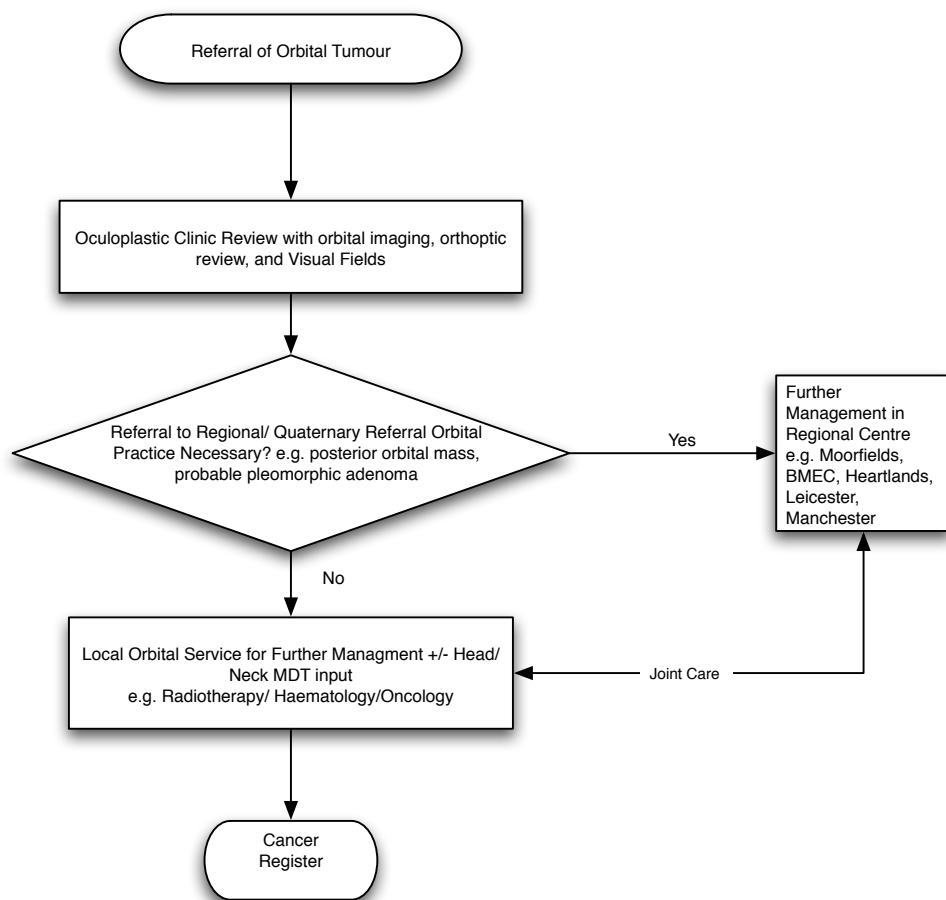 Referral of Orbital Tumour
Oculoplastic Clinic Review with orbital imaging, orthoptic
review, and Visual Fields
Referral to Regional/ Quaternary Referral Orbital
Practice Necessary? e.g. posterior orbital mass,
probable pleomorphic adenoma
Yes
Further
Management in
Regional Centre
e.g. Moorfields,
BMEC, Heartlands,
Leicester,
Manchester
No
Local Orbital Service for Further Managment +/- Head/
Neck MDT input
e.g. Radiotherapy/ Haematology/Oncology
Joint Care
Cancer
Register